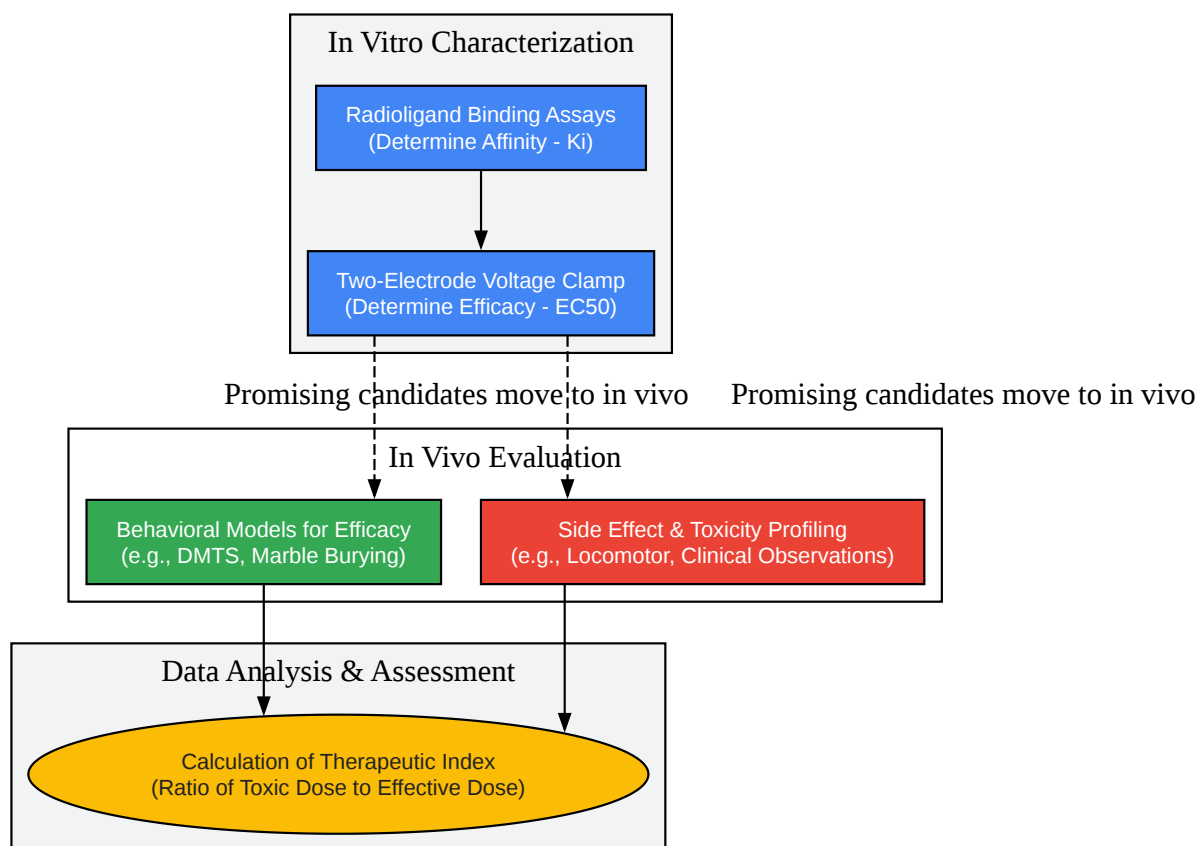 In Vitro Characterization
Radioligand Binding Assays
(Determine Affinity - Ki)
Two-Electrode Voltage Clamp
(Determine Efficacy - EC50)
Promising candidates move to in vivo
Promising candidates move to in vivo
In Vivo Evaluation
Behavioral Models for Efficacy
(e.g., DMTS, Marble Burying)
Side Effect & Toxicity Profiling
(e.g., Locomotor, Clinical Observations)
Data Analysis & Assessment
Calculation of Therapeutic Index
(Ratio of Toxic Dose to Effective Dose)